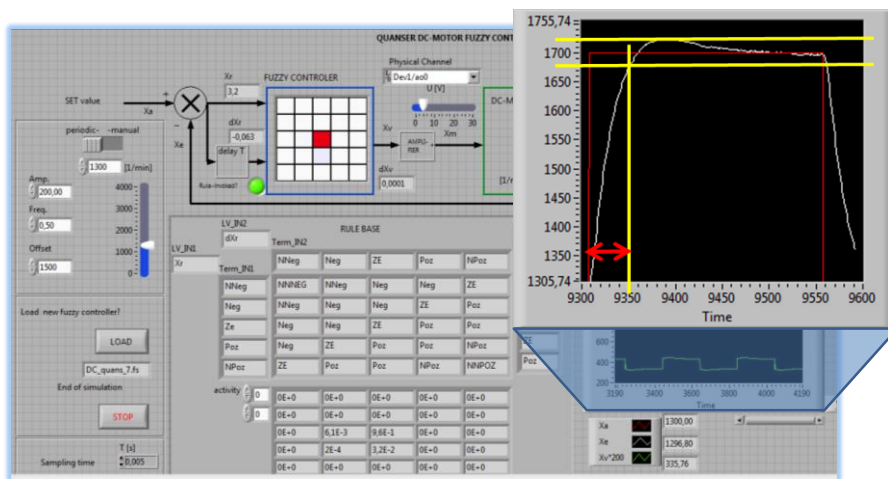 QUANSER DC-MOTOR FUZZY CONT
Physical Channel
Dev1/ao0
Xr
3,2
FUZZY CONTROLER
U [V]
0 10 20 30
DC-M
SET value
Xa
+
-
Xe
dXr
-0,063
delay T
Xv
AMPLI-
FIER
Xm
dXv
0,0001
periodic- -manual
1300 [1/min]
Amp.
200,00
Freq.
0,50
Offset
1500
4000-
3000-
2000-
1000-
0-
LV_IN2
dXr
RULE BASE
LV_IN1
Xr
Term_IN2
Term_IN1
NNeg Neg ZE Poz NPoz
NNeg NNNEG NNeg Neg Neg ZE
Neg NNeg Neg Neg ZE Poz
Ze Neg Neg ZE Poz Poz
Poz Neg ZE Poz Poz NPoz
NPoz ZE Poz Poz NPoz NNPOZ
ZE
Poz
Load new fuzzy controller?
LOAD
DC_quans_7.fs
End of simulation
STOP
T [s]
Sampling time 0,005
activity 0
0
0E+0 0E+0 0E+0 0E+0 0E+0
0E+0 0E+0 0E+0 0E+0 0E+0
0E+0 6,1E-3 9,6E-1 0E+0 0E+0
0E+0 2E-4 3,2E-2 0E+0 0E+0
0E+0 0E+0 0E+0 0E+0 0E+0
1755,74
1700
1650
1600
1550
1500
1450
1400
1350
1305,74
9300 9350 9400 9450 9500 9550 9600
Time
600-
400-
200-
3190 3400 3600 3800 4000 4190
Time
Xa 1300,00
Xe 1296,80
Xv*200 335,76